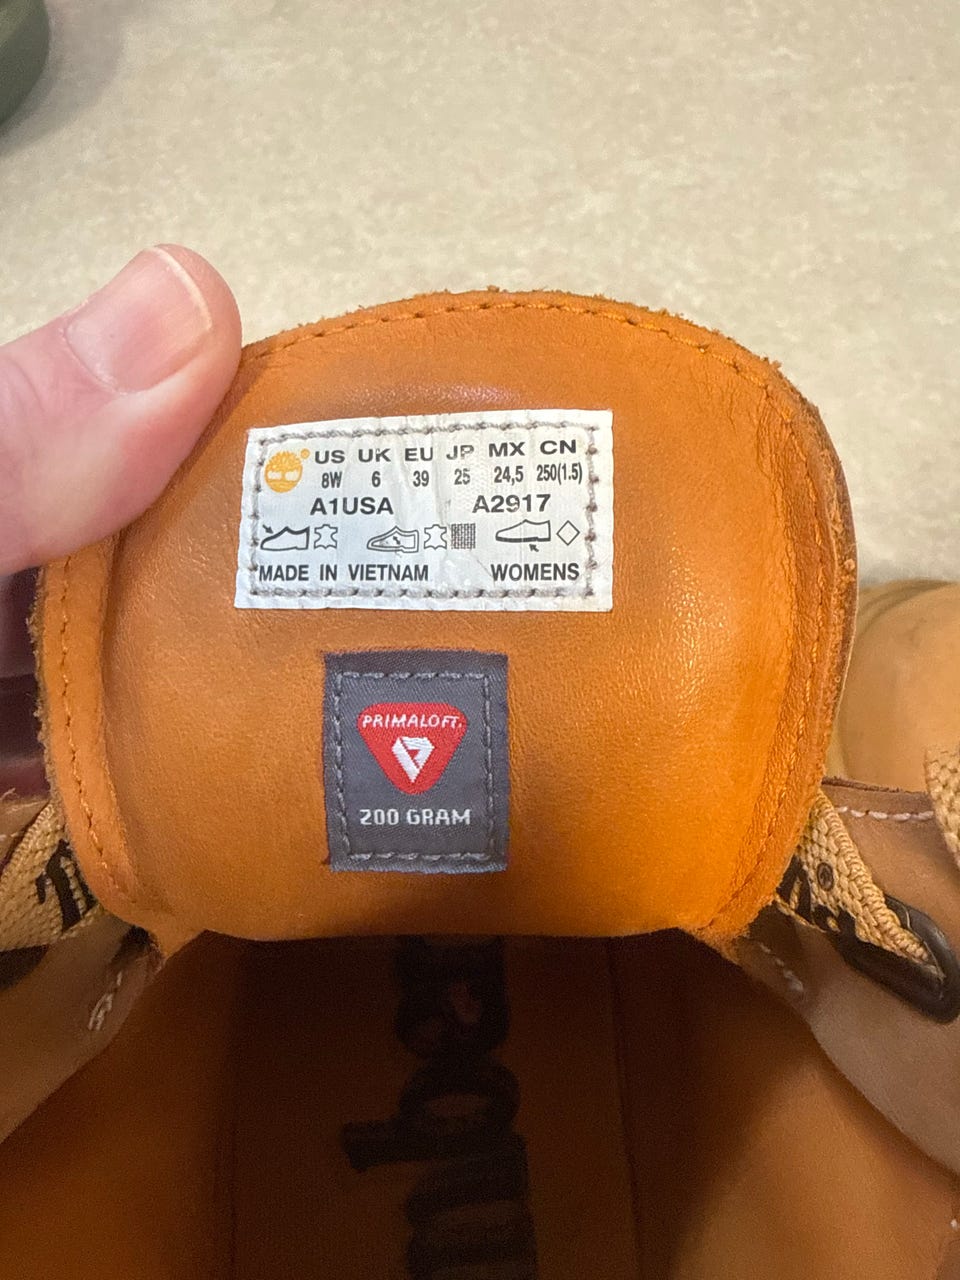 US UK EU JP MX CN
8W 6 39 25 24,5 250(1.5)
A1USA A2917
MADE IN VIETNAM WOMENS
PRIMALOFT.
200 GRAM